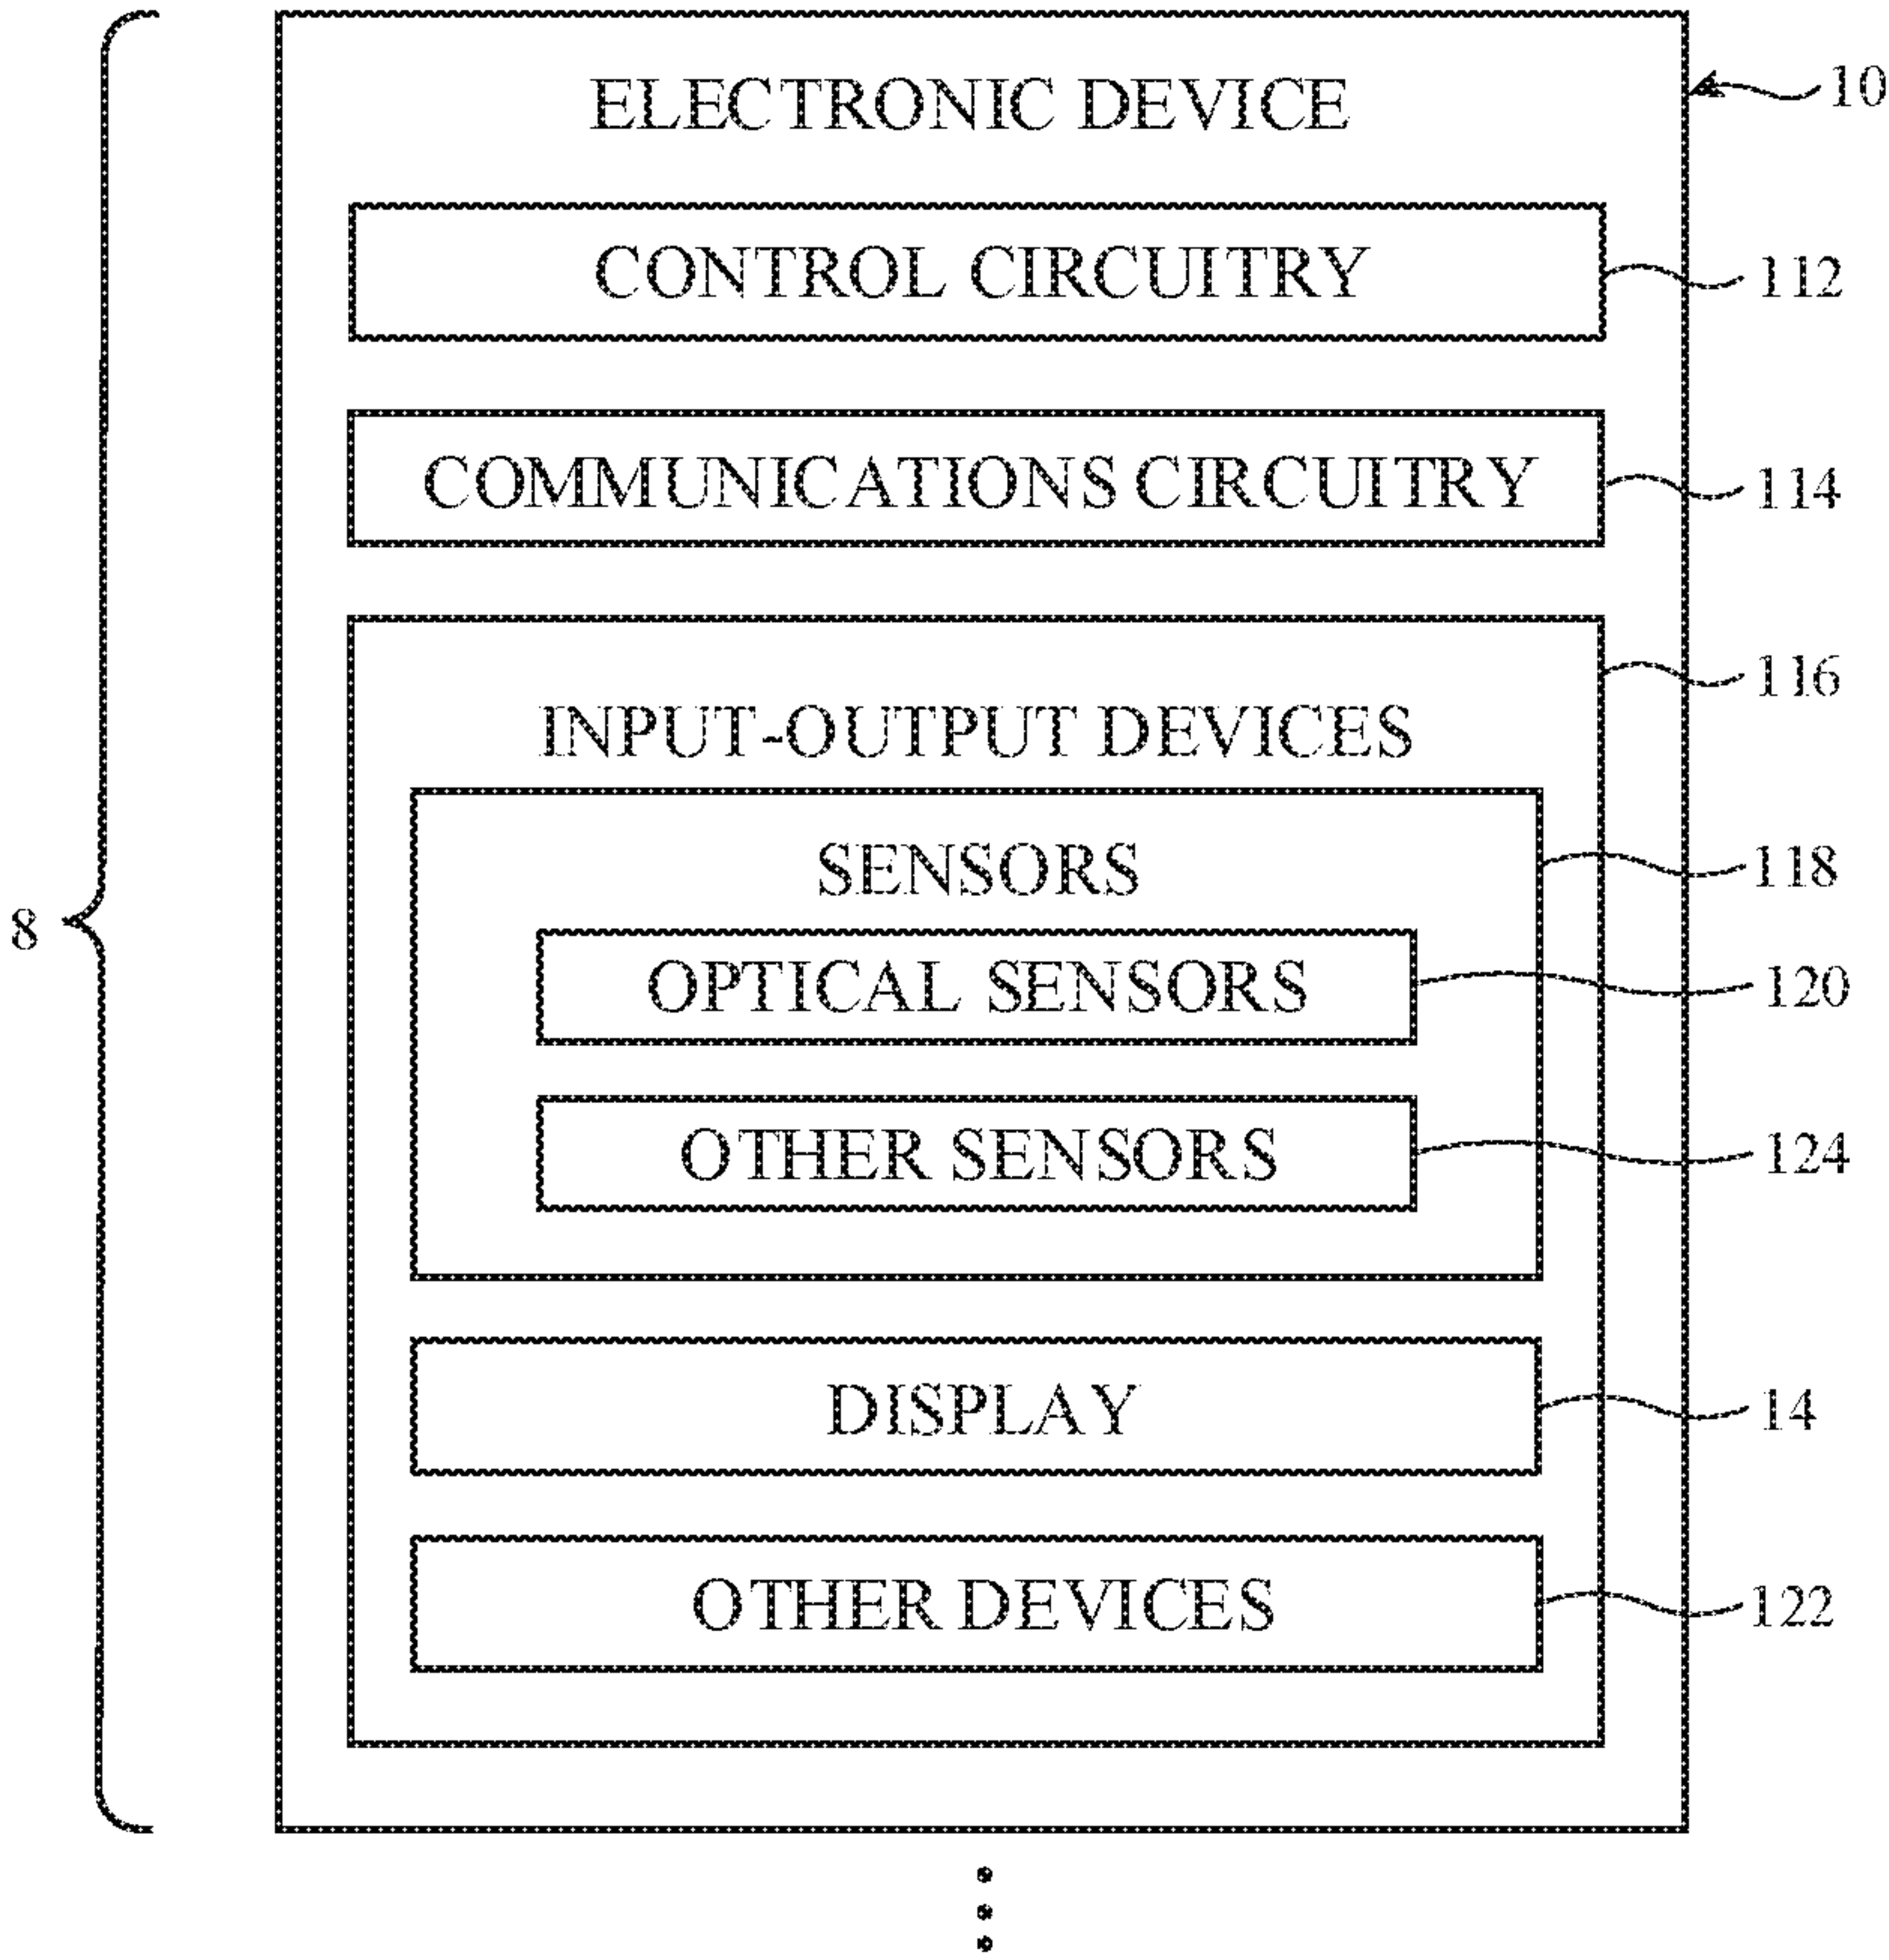 ELECTRONIC DEVICE
10
CONTROL CIRCUITRY
112
COMMUNICATIONS CIRCUITRY
114
116
INPUT-OUTPUT DEVICES
SENSORS
118
8
OPTICAL SENSORS
120
OTHER SENSORS
124
DISPLAY
14
OTHER DEVICES
122